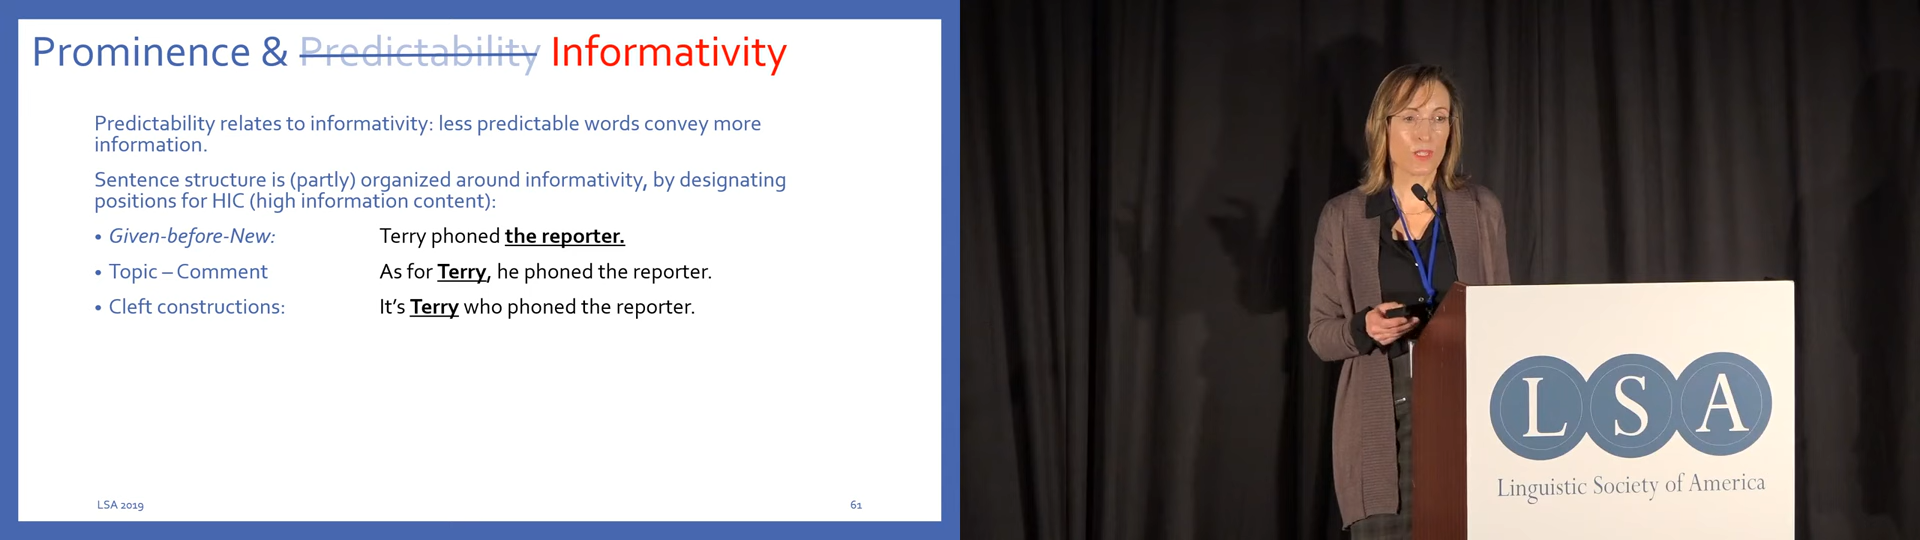 Prominence & Predictability Informativity
Predictability relates to informativity: less predictable words convey more
information.
Sentence structure is (partly) organized around informativity, by designating
positions for HIC (high information content):
• Given-before-New: Terry phoned the reporter.
• Topic – Comment As for Terry, he phoned the reporter.
• Cleft constructions: It’s Terry who phoned the reporter.
LSA 2019 61
LSA
Linguistic Society of America